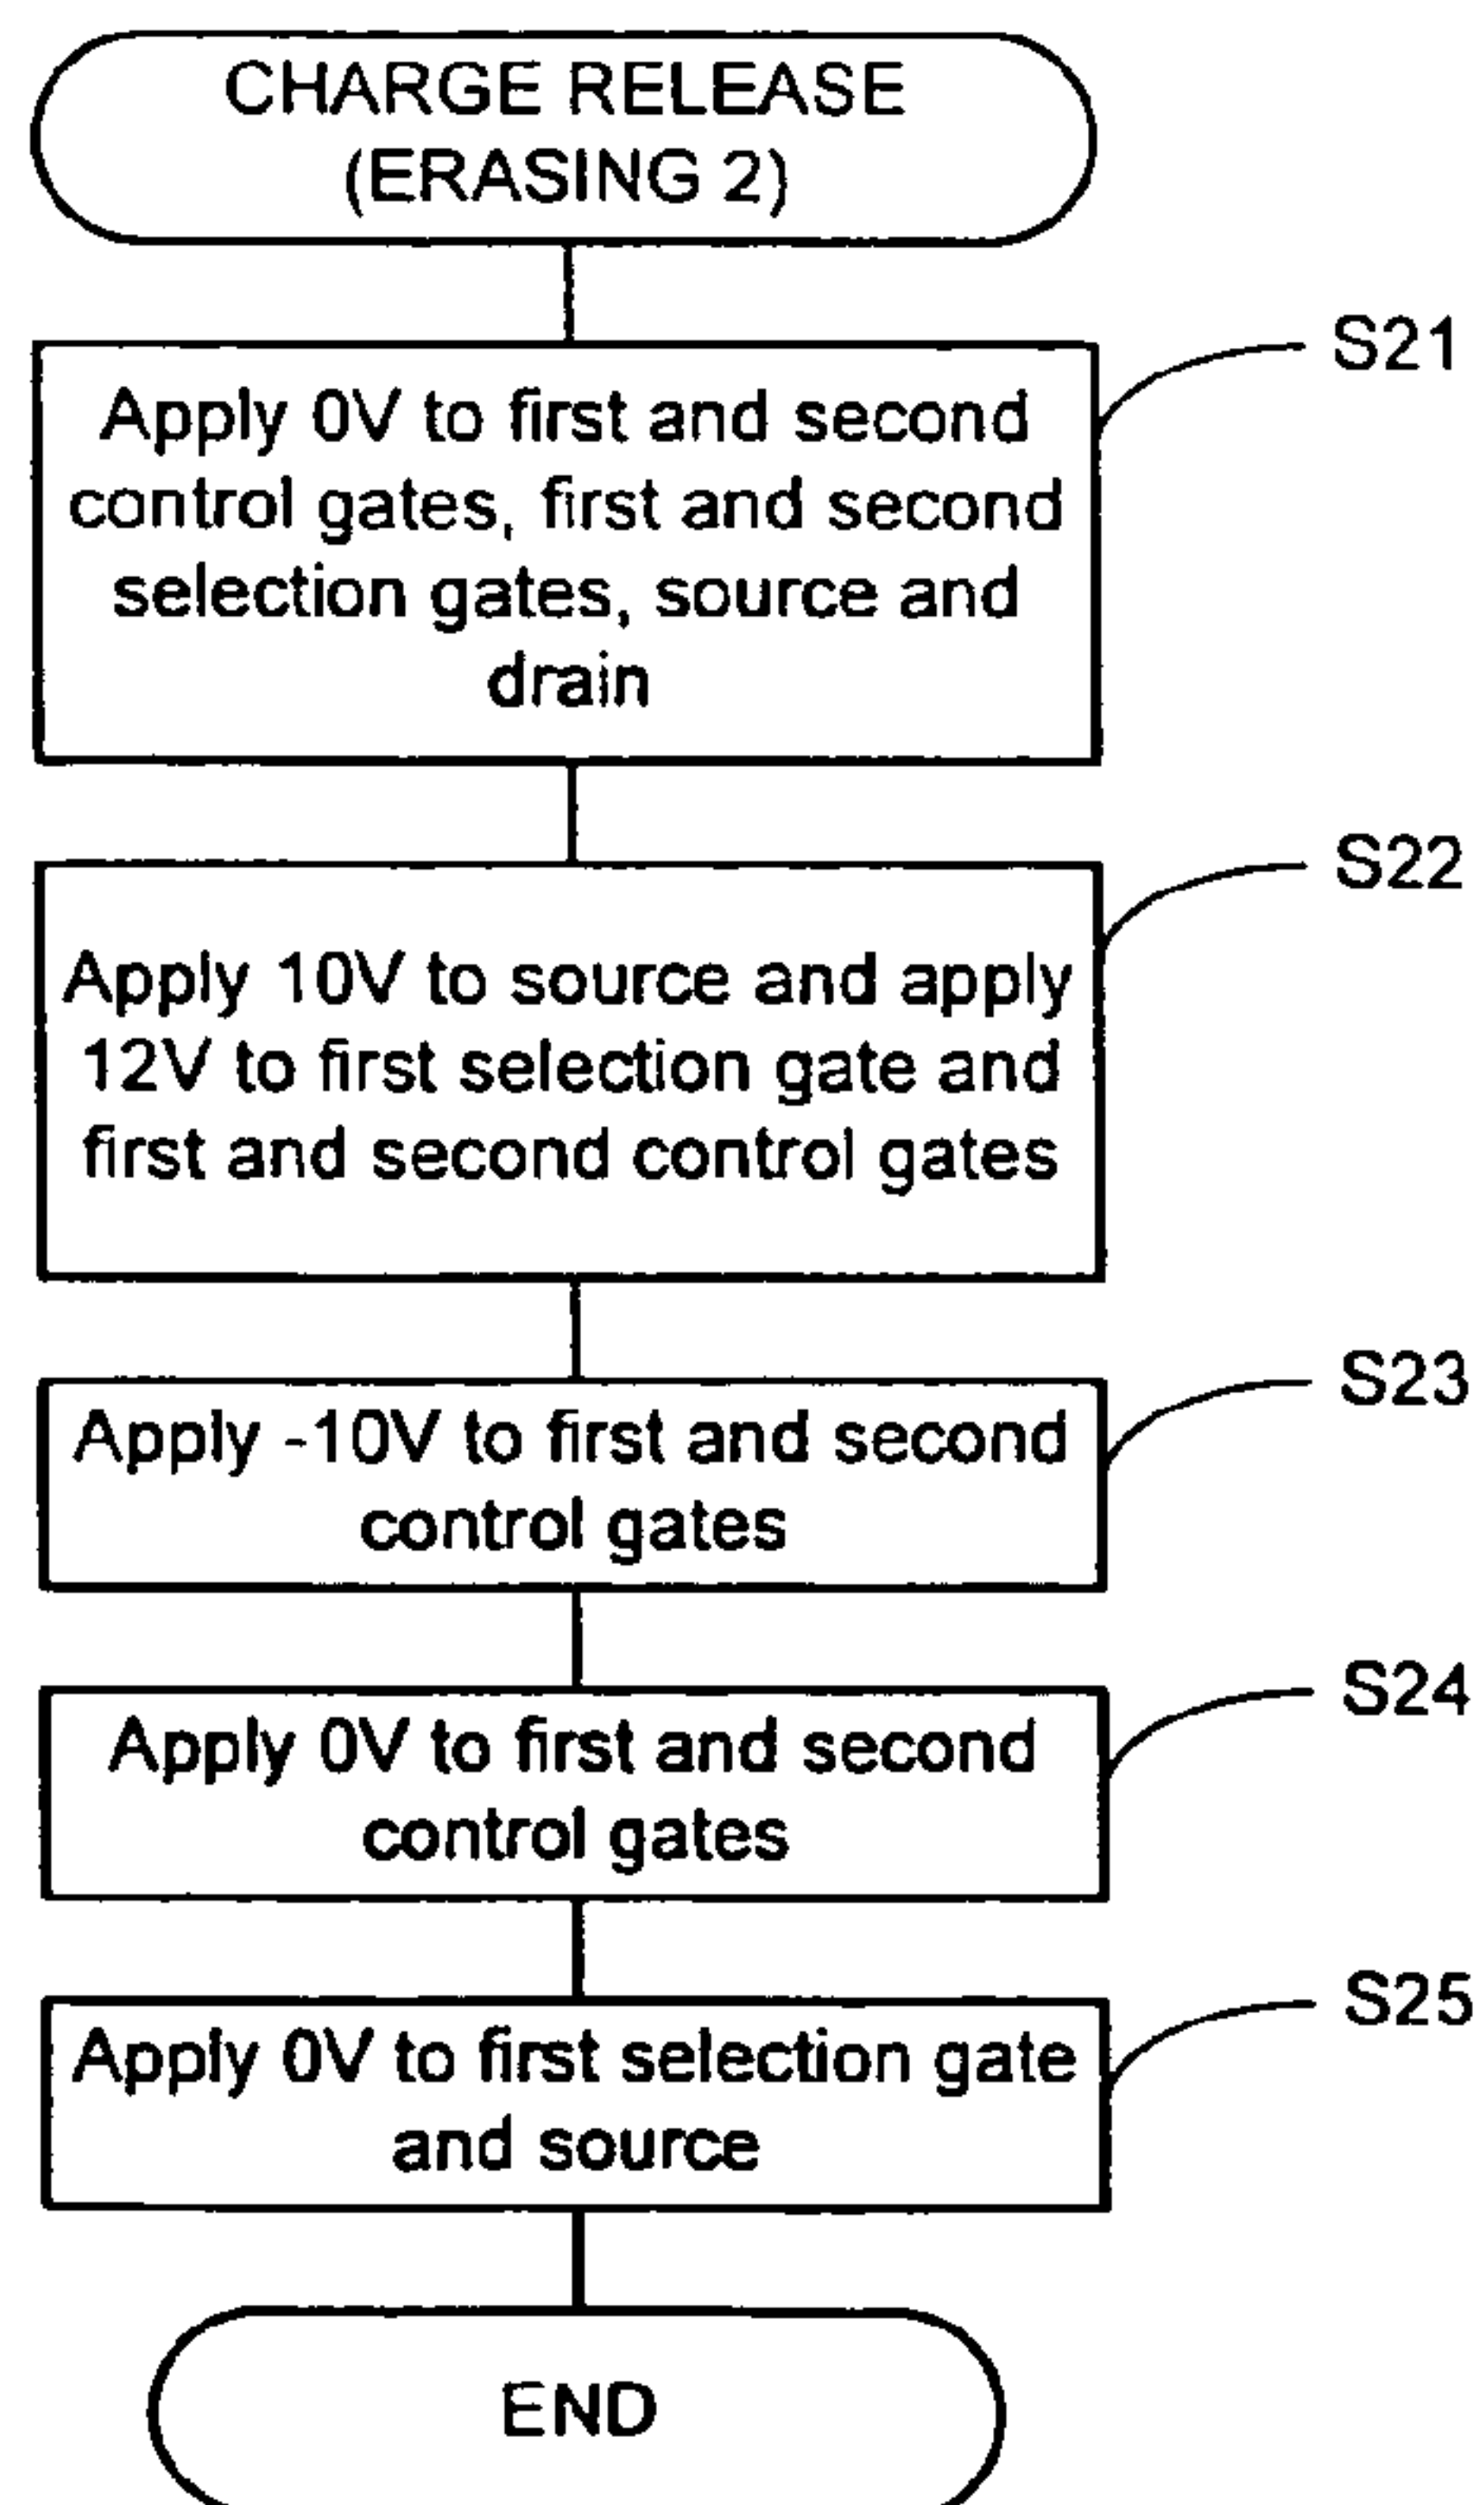 CHARGE RELEASE
(ERASING 2)
S21
Apply 0V to first and second
control gates, first and second
selection gates, source and
drain
S22
Apply 10V to source and apply
12V to first selection gate and
first and second control gates
S23
Apply -10V to first and second
control gates
S24
Apply 0V to first and second
control gates
S25
Apply 0V to first selection gate
and source
END